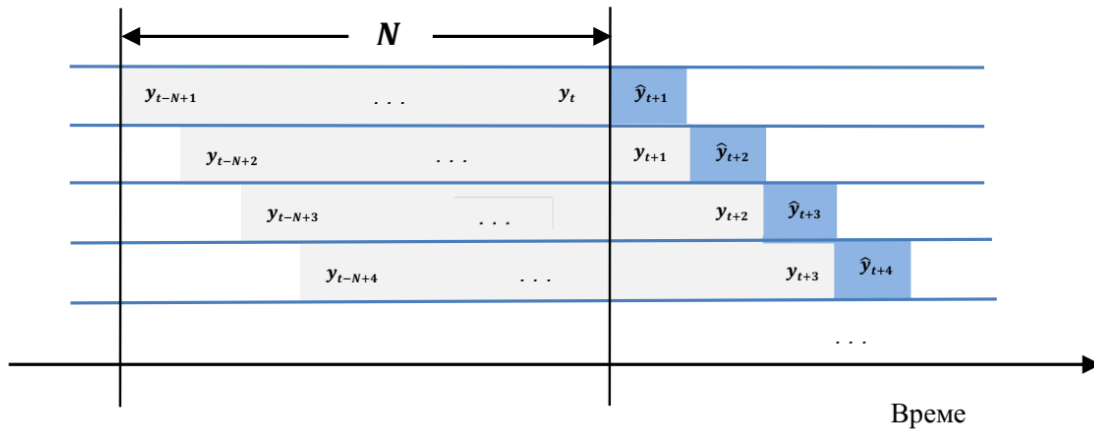 N
y_{t-N+1} . . . y_t ŷ_{t+1}
y_{t-N+2} . . . y_{t+1} ŷ_{t+2}
y_{t-N+3} . . . y_{t+2} ŷ_{t+3}
y_{t-N+4} . . . y_{t+3} ŷ_{t+4}
. . .
Време